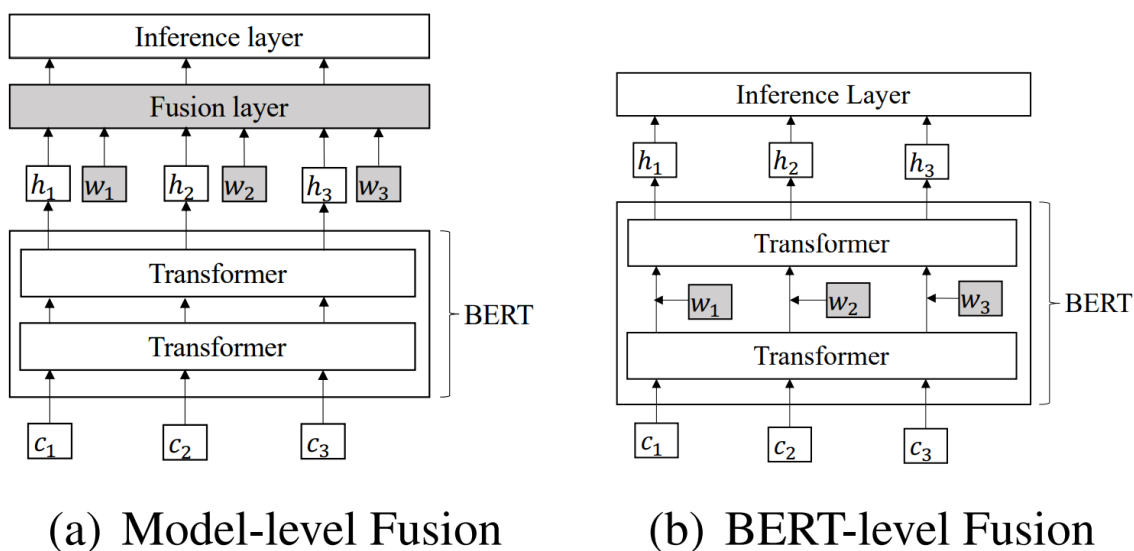 Inference layer
Fusion layer
h₁ w₁ h₂ w₂ h₃ w₃
Transformer
Transformer
BERT
c₁ c₂ c₃
(a) Model-level Fusion
Inference Layer
h₁ h₂ h₃
Transformer
w₁ w₂ w₃
Transformer
BERT
c₁ c₂ c₃
(b) BERT-level Fusion